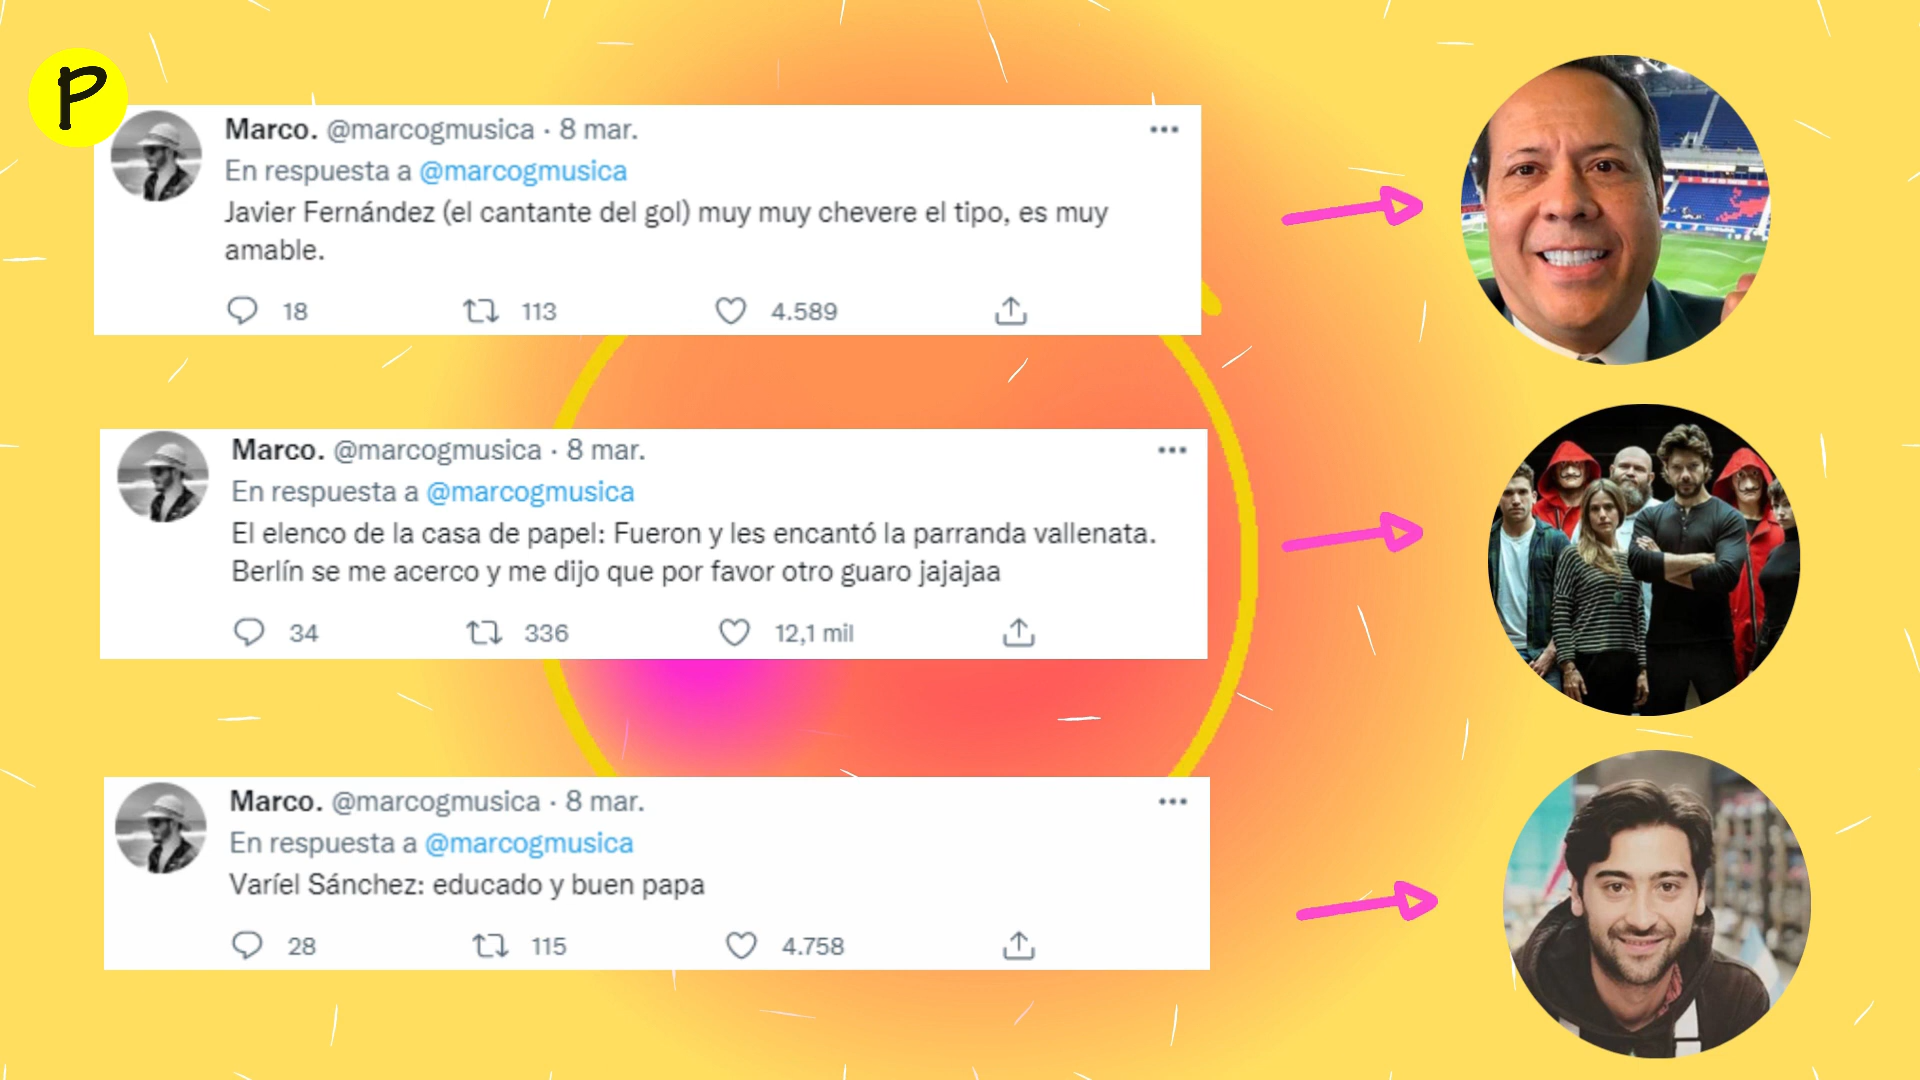 P
Marco. @marcogmusica · 8 mar.
En respuesta a @marcogmusica
Javier Fernández (el cantante del gol) muy muy chevere el tipo, es muy
amable.
18 113 4.589
Marco. @marcogmusica · 8 mar.
En respuesta a @marcogmusica
El elenco de la casa de papel: Fueron y les encantó la parranda vallenata.
Berlín se me acerco y me dijo que por favor otro guaro jajajaa
34 336 12,1 mil
Marco. @marcogmusica · 8 mar.
En respuesta a @marcogmusica
Varíel Sánchez: educado y buen papa
28 115 4.758